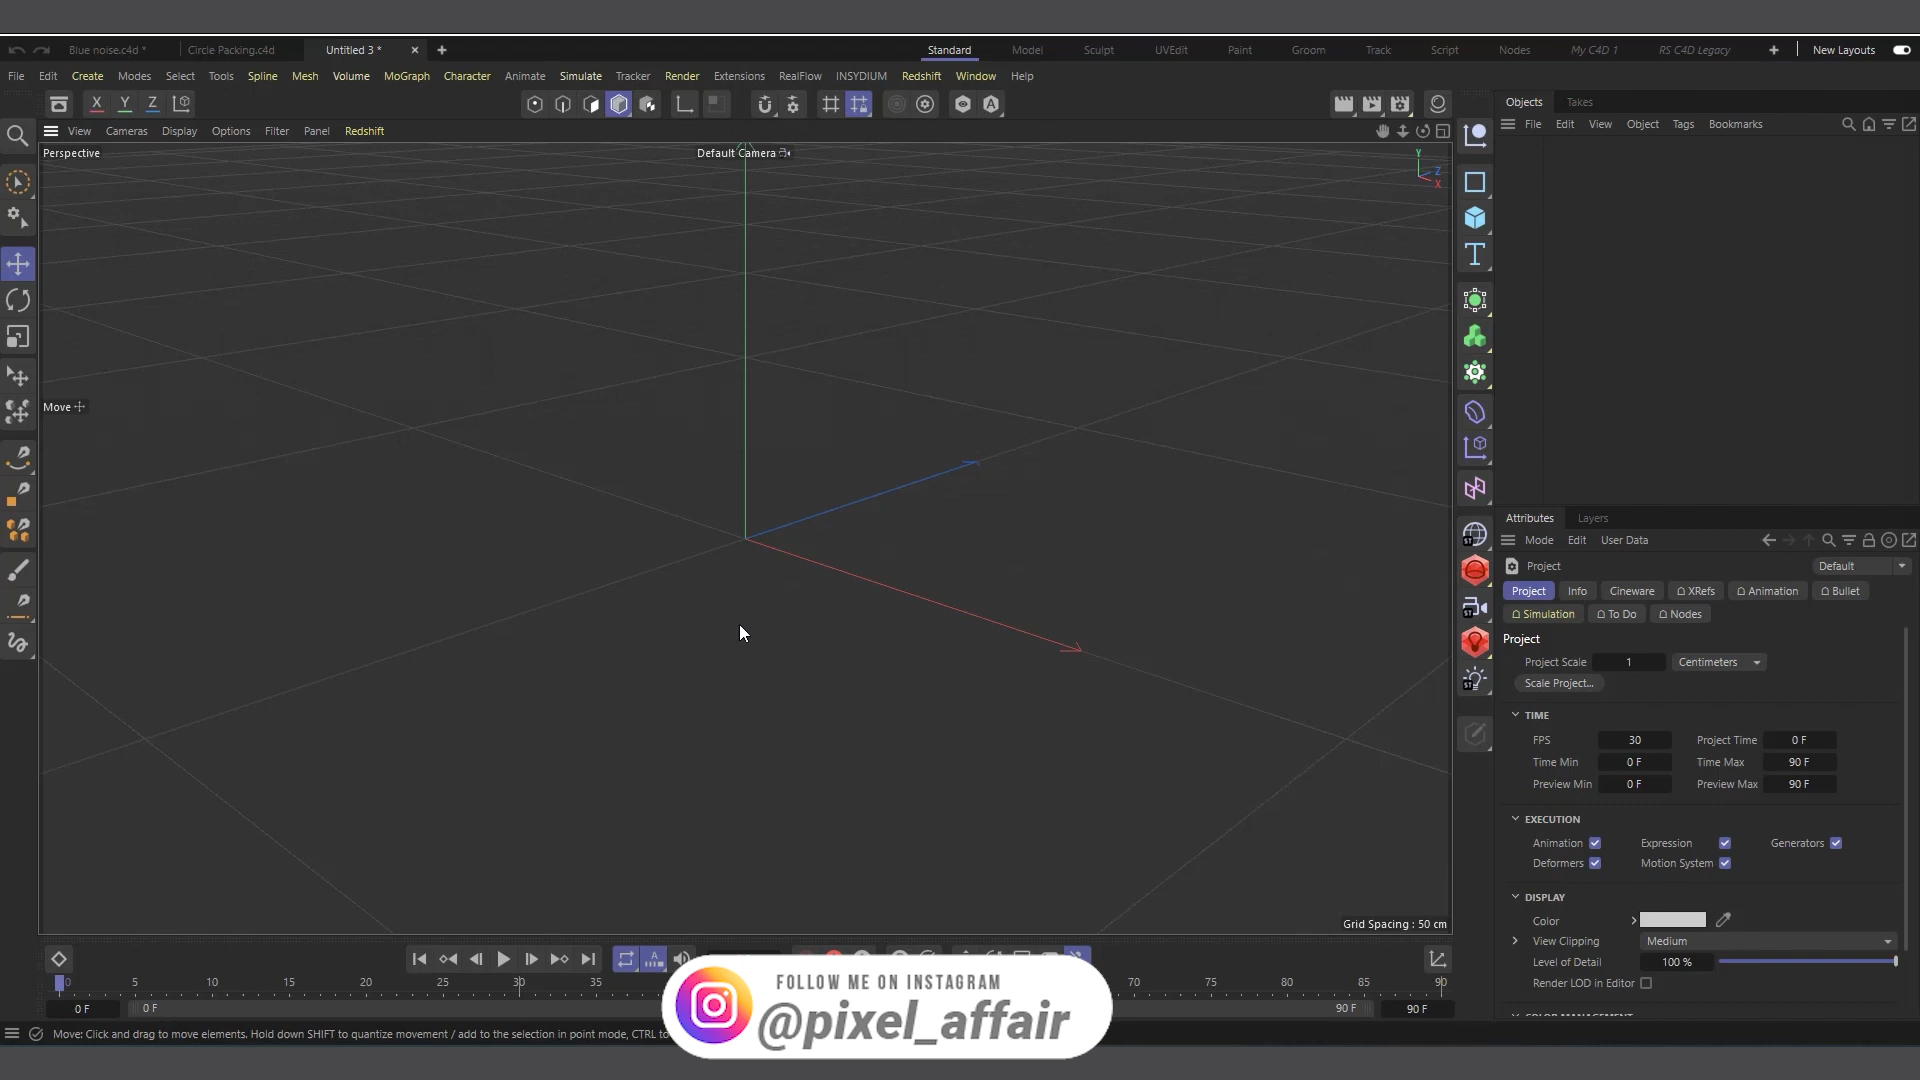 Blue noise.c4d *
Circle Packing.c4d
Untitled 3 *
Standard
Model
Sculpt
UVEdit
Paint
Groom
Track
Script
Nodes
My C4D 1
RS C4D Legacy
New Layouts
File Edit Create Modes Select Tools Spline Mesh Volume MoGraph Character Animate Simulate Tracker Render Extensions RealFlow INSYDIUM Redshift Window Help
X Y Z
Objects Takes
View Cameras Display Options Filter Panel Redshift
File Edit View Object Tags Bookmarks
Perspective
Default Camera
Y
Z
X
Move
Grid Spacing : 50 cm
Attributes Layers
Mode Edit User Data
Project
Default
Project Info Cineware XRefs Animation Bullet
Simulation To Do Nodes
Project
Project Scale 1 Centimeters
Scale Project...
TIME
FPS 30 Project Time 0 F
Time Min 0 F Time Max 90 F
Preview Min 0 F Preview Max 90 F
EXECUTION
Animation Expression Generators
Deformers Motion System
DISPLAY
Color
View Clipping Medium
Level of Detail 100 %
Render LOD in Editor
COLOR MANAGEMENT
0 5 10 15 20 25 30 35 70 75 80 85 90
0 F 0 F 90 F 90 F
Move: Click and drag to move elements. Hold down SHIFT to quantize movement / add to the selection in point mode, CTRL to
FOLLOW ME ON INSTAGRAM
@pixel_affair